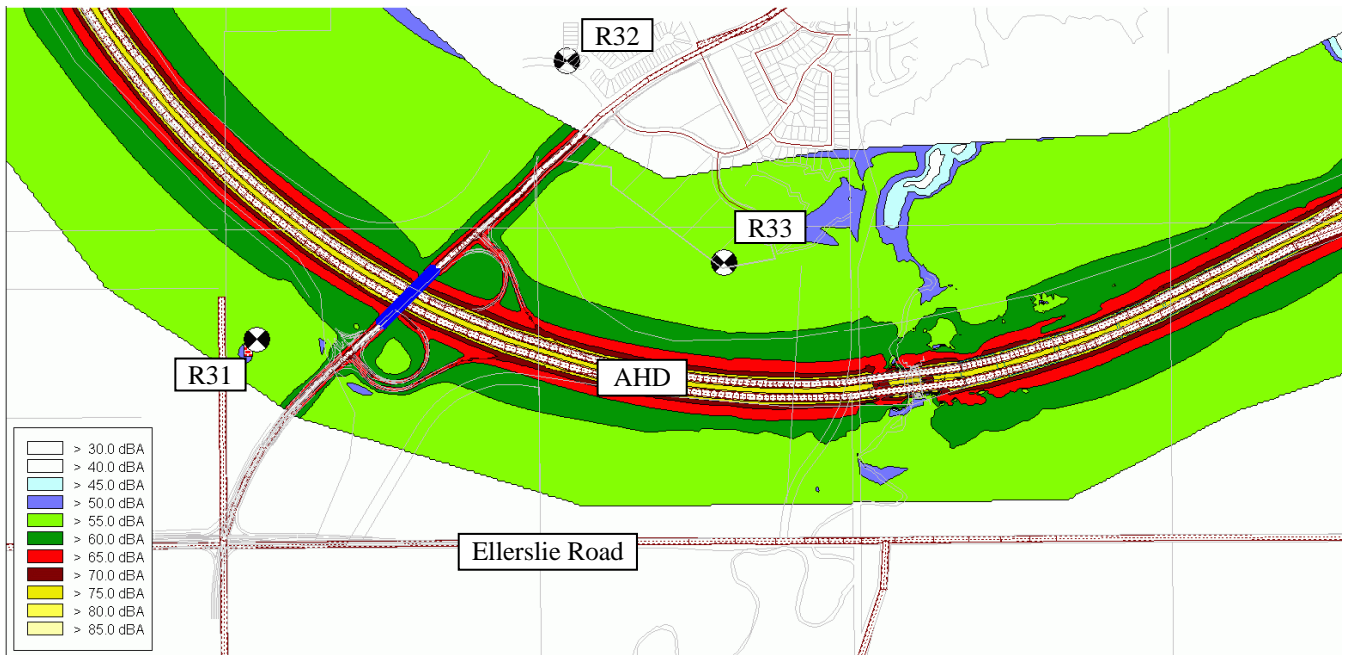 R32
R33
R31
AHD
> 30.0 dBA
> 40.0 dBA
> 45.0 dBA
> 50.0 dBA
> 55.0 dBA
> 60.0 dBA
> 65.0 dBA
> 70.0 dBA
> 75.0 dBA
> 80.0 dBA
> 85.0 dBA
Ellerslie Road